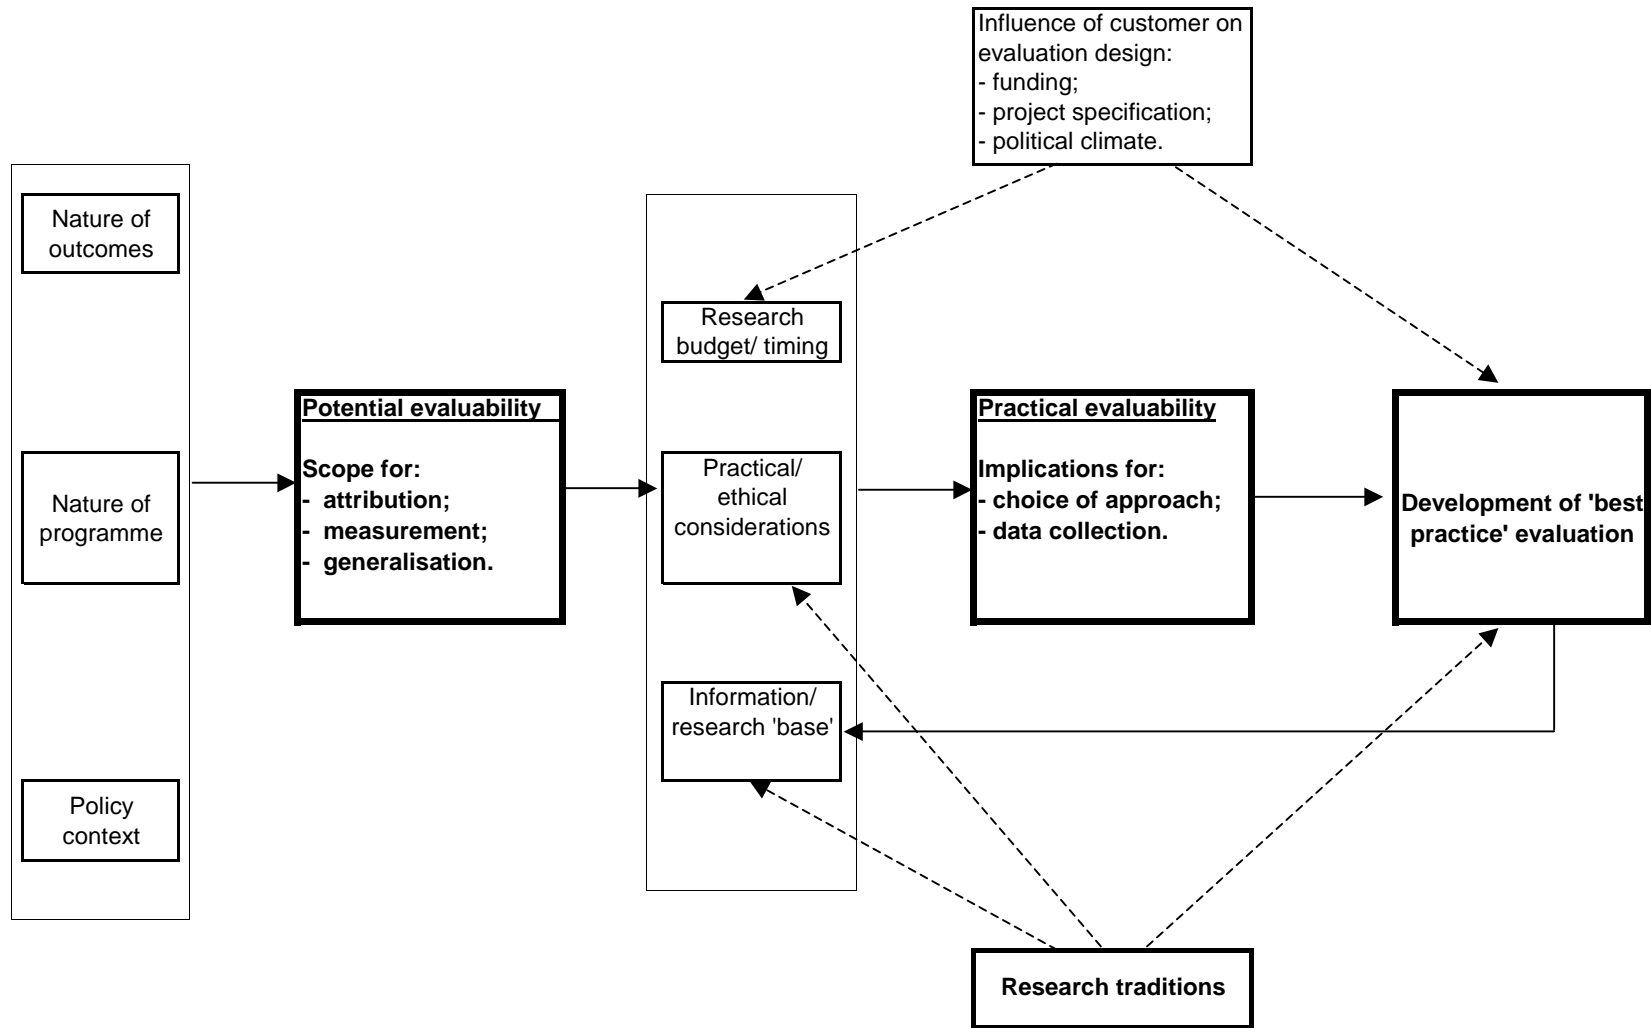 Influence of customer on
evaluation design:
- funding;
- project specification;
- political climate.
Nature of
outcomes
Nature of
programme
Policy
context
Potential evaluability
Scope for:
- attribution;
- measurement;
- generalisation.
Research
budget/ timing
Practical/
ethical
considerations
Information/
research 'base'
Practical evaluability
Implications for:
- choice of approach;
- data collection.
Development of 'best
practice' evaluation
Research traditions